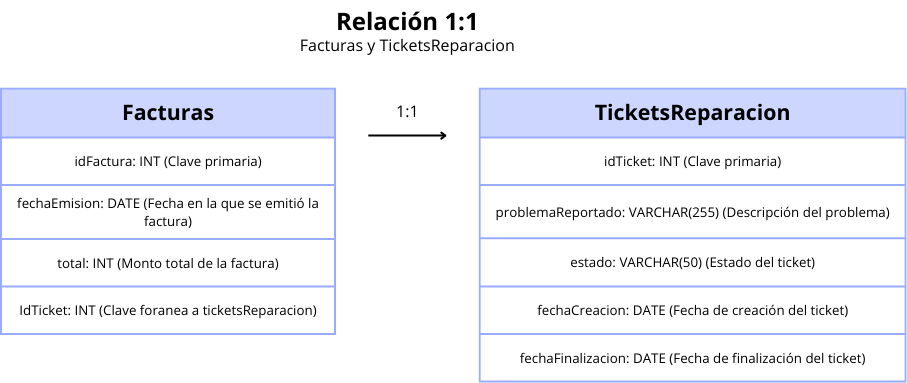 Relación 1:1
Facturas y TicketsReparacion
Facturas
idFactura: INT (Clave primaria)
fechaEmision: DATE (Fecha en la que se emitió la
factura)
total: INT (Monto total de la factura)
IdTicket: INT (Clave foranea a ticketsReparacion)
1:1
TicketsReparacion
idTicket: INT (Clave primaria)
problemaReportado: VARCHAR(255) (Descripción del problema)
estado: VARCHAR(50) (Estado del ticket)
fechaCreacion: DATE (Fecha de creación del ticket)
fechaFinalizacion: DATE (Fecha de finalización del ticket)